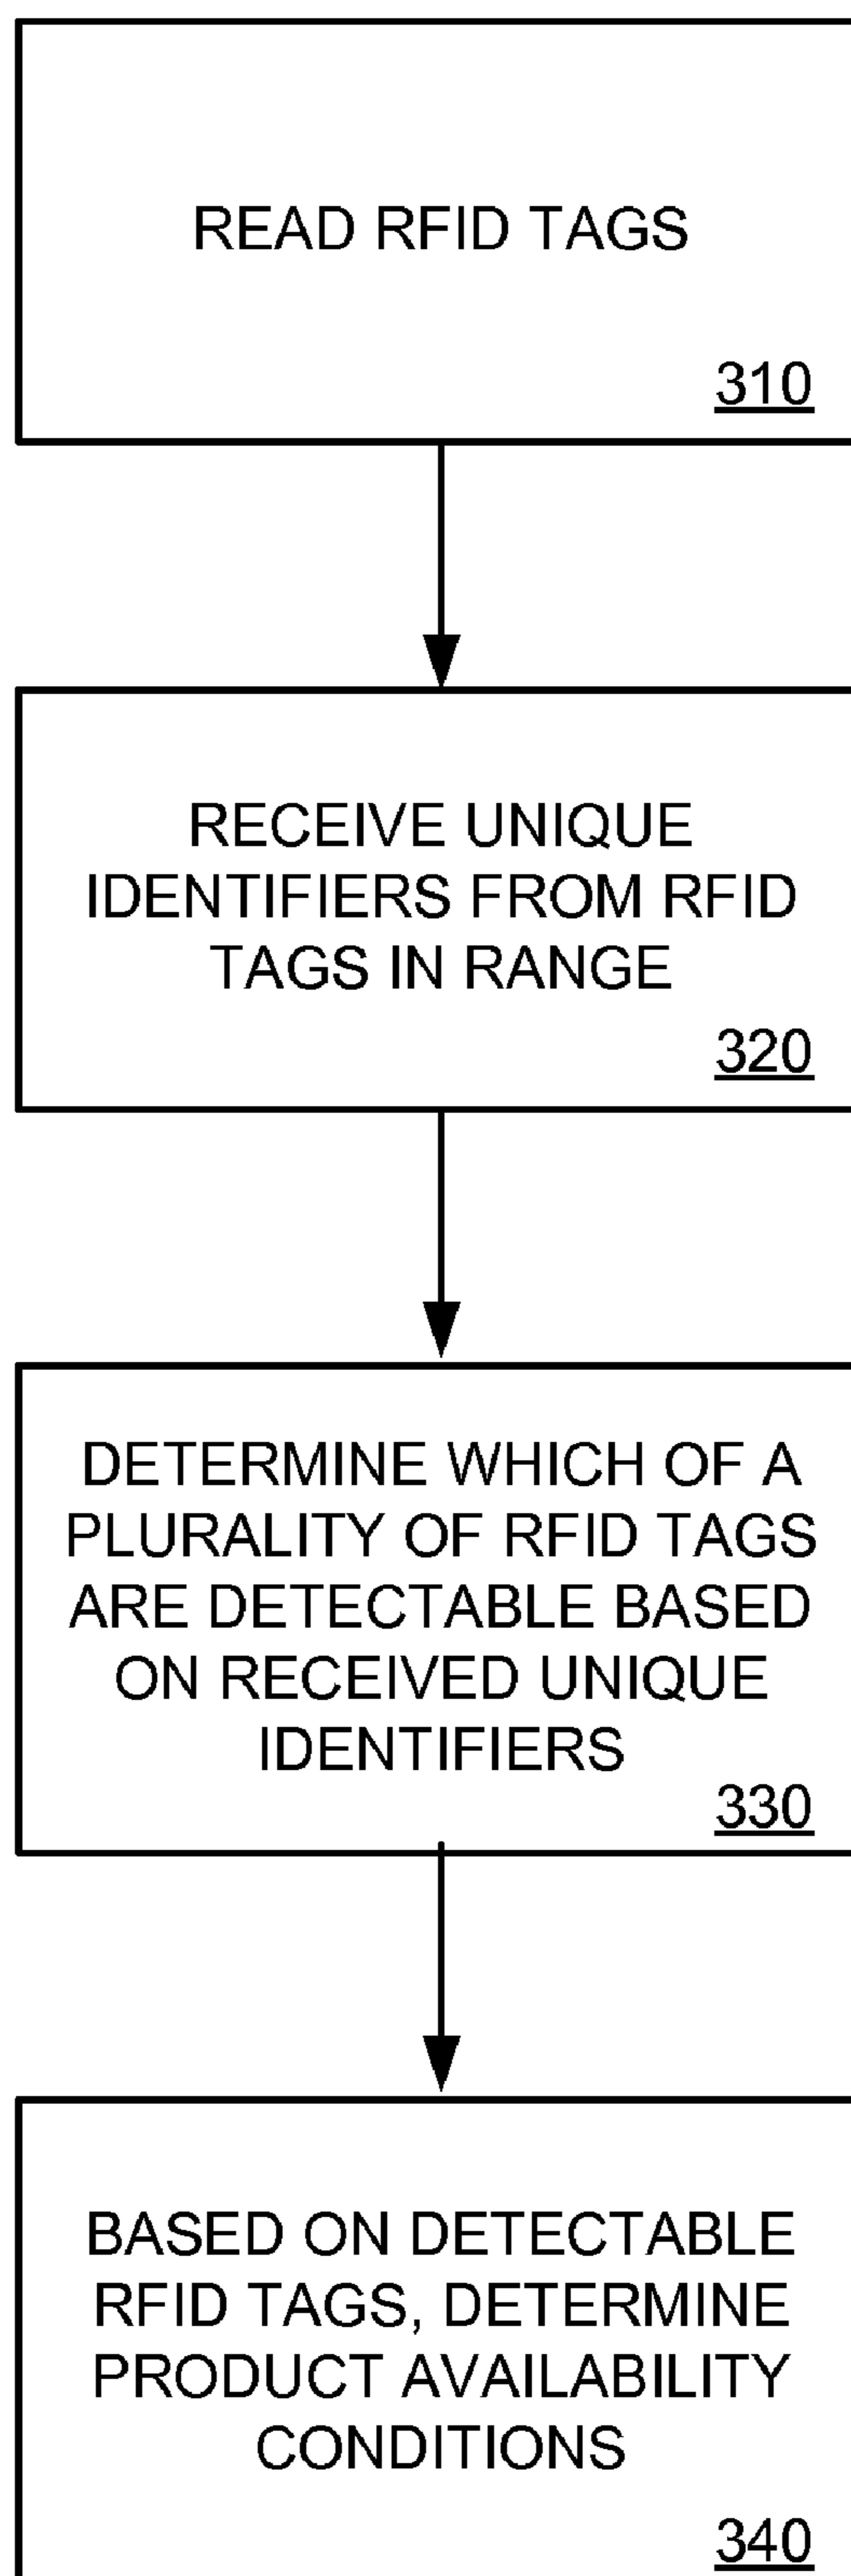 READ RFID TAGS
310
RECEIVE UNIQUE
IDENTIFIERS FROM RFID
TAGS IN RANGE
320
DETERMINE WHICH OF A
PLURALITY OF RFID TAGS
ARE DETECTABLE BASED
ON RECEIVED UNIQUE
IDENTIFIERS
330
BASED ON DETECTABLE
RFID TAGS, DETERMINE
PRODUCT AVAILABILITY
CONDITIONS
340